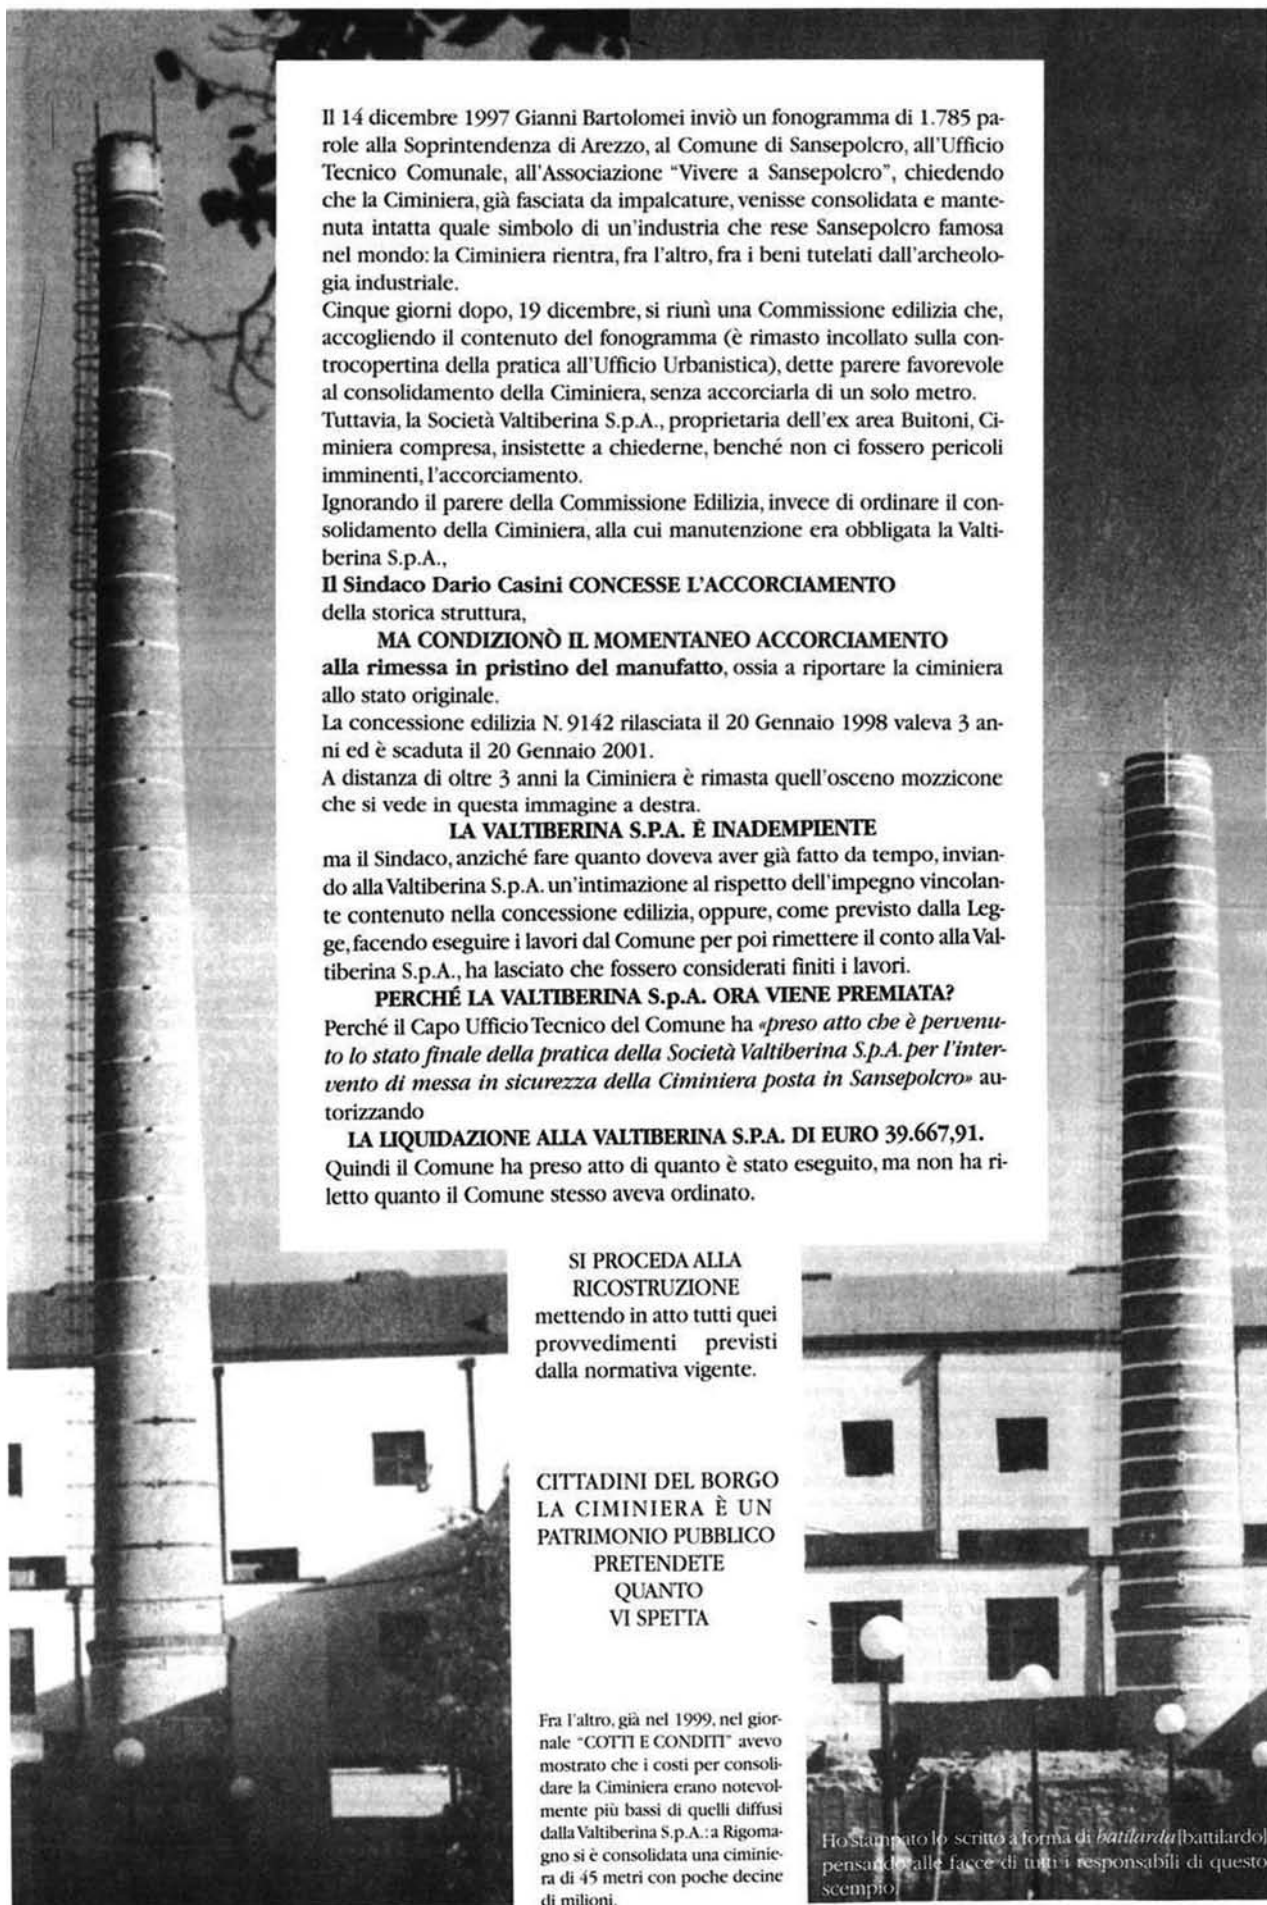 Il 14 dicembre 1997 Gianni Bartolomei inviò un fonogramma di 1.785 pa-
role alla Soprintendenza di Arezzo, al Comune di Sansepolcro, all'Ufficio
Tecnico Comunale, all'Associazione “Vivere a Sansepolcro”, chiedendo
che la Ciminiera, già fasciata da impalcature, venisse consolidata e mante-
nuta intatta quale simbolo di un'industria che rese Sansepolcro famosa
nel mondo: la Ciminiera rientra, fra l'altro, fra i beni tutelati dall'archeolo-
gia industriale.
Cinque giorni dopo, 19 dicembre, si riunì una Commissione edilizia che,
accogliendo il contenuto del fonogramma (è rimasto incollato sulla con-
trocopertina della pratica all'Ufficio Urbanistica), dette parere favorevole
al consolidamento della Ciminiera, senza accorciarla di un solo metro.
Tuttavia, la Società Valtiberina S.p.A., proprietaria dell'ex area Buitoni, Ci-
miniera compresa, insistette a chiederne, benché non ci fossero pericoli
imminenti, l'accorciamento.
Ignorando il parere della Commissione Edilizia, invece di ordinare il con-
solidamento della Ciminiera, alla cui manutenzione era obbligata la Valti-
berina S.p.A.,
Il Sindaco Dario Casini CONCESSE L'ACCORCIAMENTO
della storica struttura,
MA CONDIZIONÒ IL MOMENTANEO ACCORCIAMENTO
alla rimessa in pristino del manufatto, ossia a riportare la ciminiera
allo stato originale.
La concessione edilizia N. 9142 rilasciata il 20 Gennaio 1998 valeva 3 an-
ni ed è scaduta il 20 Gennaio 2001.
A distanza di oltre 3 anni la Ciminiera è rimasta quell'osceno mozzicone
che si vede in questa immagine a destra.
LA VALTIBERINA S.P.A. È INADEMPIENTE
ma il Sindaco, anziché fare quanto doveva aver già fatto da tempo, invian-
do alla Valtiberina S.p.A. un'intimazione al rispetto dell'impegno vincolan-
te contenuto nella concessione edilizia, oppure, come previsto dalla Leg-
ge, facendo eseguire i lavori dal Comune per poi rimettere il conto alla Val-
tiberina S.p.A., ha lasciato che fossero considerati finiti i lavori.
PERCHÉ LA VALTIBERINA S.p.A. ORA VIENE PREMIATA?
Perché il Capo Ufficio Tecnico del Comune ha «preso atto che è pervenu-
to lo stato finale della pratica della Società Valtiberina S.p.A. per l'inter-
vento di messa in sicurezza della Ciminiera posta in Sansepolcro» au-
torizzando
LA LIQUIDAZIONE ALLA VALTIBERINA S.P.A. DI EURO 39.667,91.
Quindi il Comune ha preso atto di quanto è stato eseguito, ma non ha ri-
letto quanto il Comune stesso aveva ordinato.
SI PROCEDA ALLA
RICOSTRUZIONE
mettendo in atto tutti quei
provvedimenti previsti
dalla normativa vigente.
CITTADINI DEL BORGO
LA CIMINIERA È UN
PATRIMONIO PUBBLICO
PRETENDETE
QUANTO
VI SPETTA
Fra l'altro, già nel 1999, nel gior-
nale “COTTI E CONDITI” avevo
mostrato che i costi per consoli-
dare la Ciminiera erano notevol-
mente più bassi di quelli diffusi
dalla Valtiberina S.p.A.: a Rigoma-
gno si è consolidata una ciminie-
ra di 45 metri con poche decine
di milioni.
Ho stampato lo scritto a forma di batilarda [battilardo]
pensando alle facce di tutti i responsabili di questo
scempio